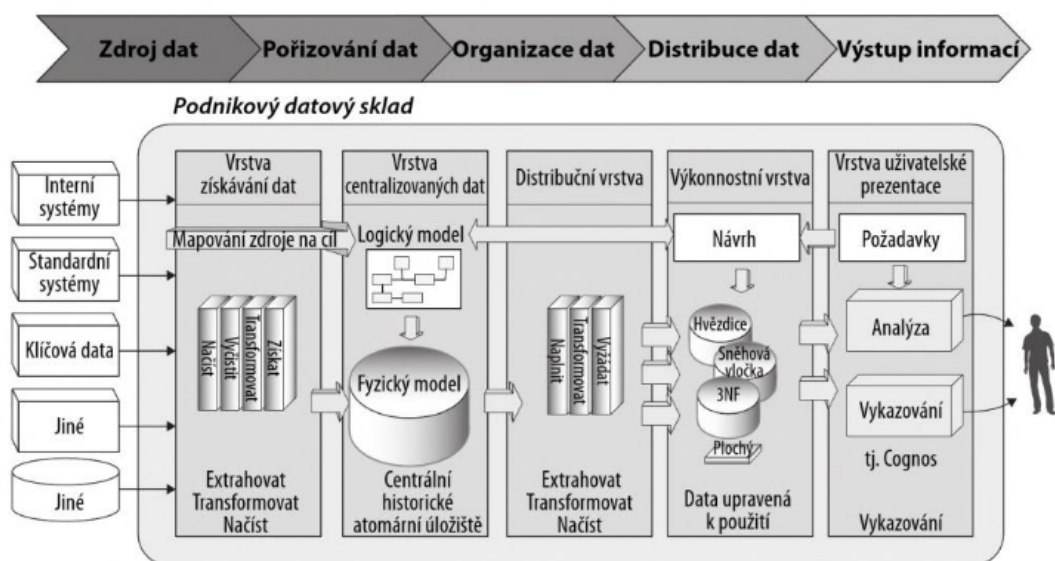 Zdroj dat
Pořizování dat
Organizace dat
Distribuce dat
Výstup informací
Podnikový datový sklad
Interní
systémy
Standardní
systémy
Klíčová data
Jiné
Jiné
Vrstva
získávání dat
Mapování zdroje na cíl
Načíst
Vyčistit
Transformovat
Získat
Extrahovat
Transformovat
Načíst
Vrstva
centralizovaných dat
Logický model
Fyzický model
Centrální
historické
atomární úložiště
Distribuční vrstva
Naplnit
Transformovat
Vyžádat
Extrahovat
Transformovat
Načíst
Výkonnostní vrstva
Návrh
Hvězdice
Sněhová
vločka
3NF
Plochý
Data upravená
k použití
Vrstva uživatelské
prezentace
Požadavky
Analýza
Vykazování
tj. Cognos
Vykazování